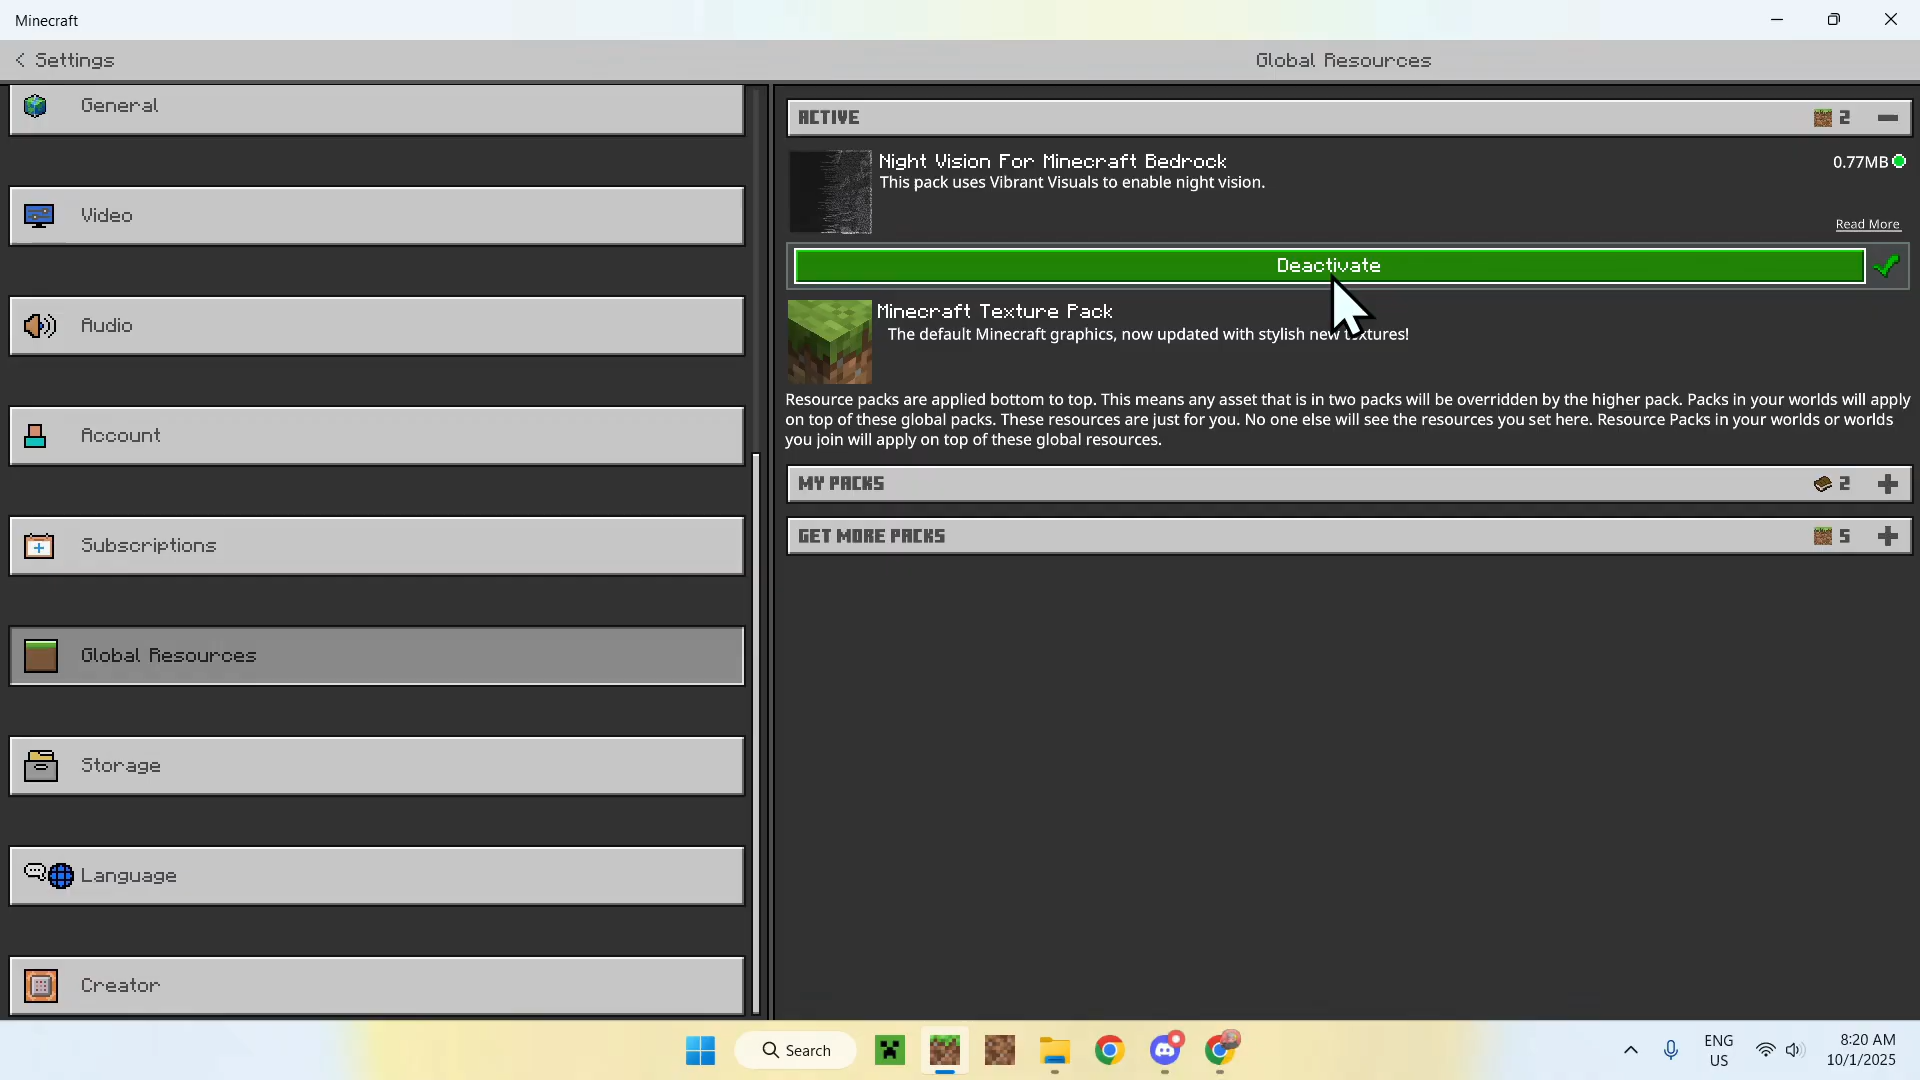 Minecraft
Settings
Global Resources
General
Video
Audio
Account
Subscriptions
Global Resources
Storage
Language
Creator
ACTIVE
2
Night Vision For Minecraft Bedrock
0.77MB
This pack uses Vibrant Visuals to enable night vision.
Read More
Deactivate
Minecraft Texture Pack
The default Minecraft graphics, now updated with stylish new textures!
Resource packs are applied bottom to top. This means any asset that is in two packs will be overridden by the higher pack. Packs in your worlds will apply
on top of these global packs. These resources are just for you. No one else will see the resources you set here. Resource Packs in your worlds or worlds
you join will apply on top of these global resources.
MY PACKS
2
GET MORE PACKS
5
Search
ENG
US
8:20 AM
10/1/2025